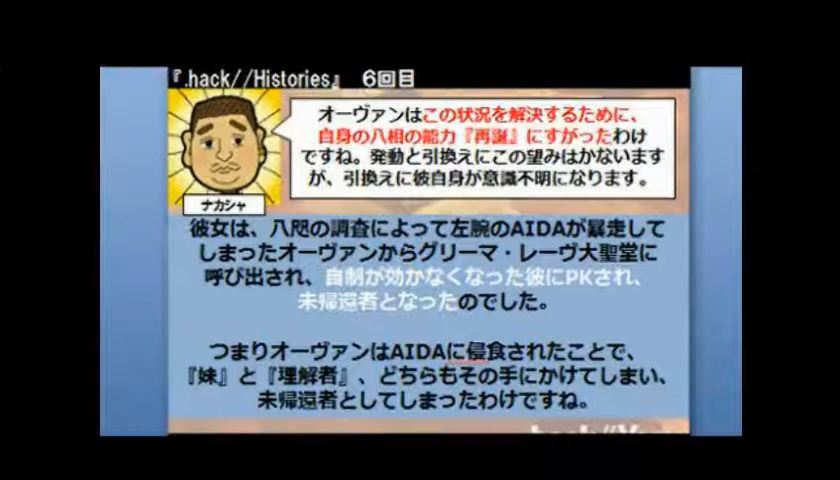 『.hack//Histories』 6回目
オーヴァンはこの状況を解決するために、
自身の八相の能力『再誕』にすがったわけ
ですね。発動と引換えにこの望みはかないます
が、引換えに彼自身が意識不明になります。
ナカシャ
彼女は、八咫の調査によって左腕のAIDAが暴走して
しまったオーヴァンからグリーマ・レーヴ大聖堂に
呼び出され、自制が効かなくなった彼にPKされ、
未帰還者となったのでした。
つまりオーヴァンはAIDAに侵食されたことで、
『妹』と『理解者』、どちらもその手にかけてしまい、
未帰還者としてしまったわけですね。